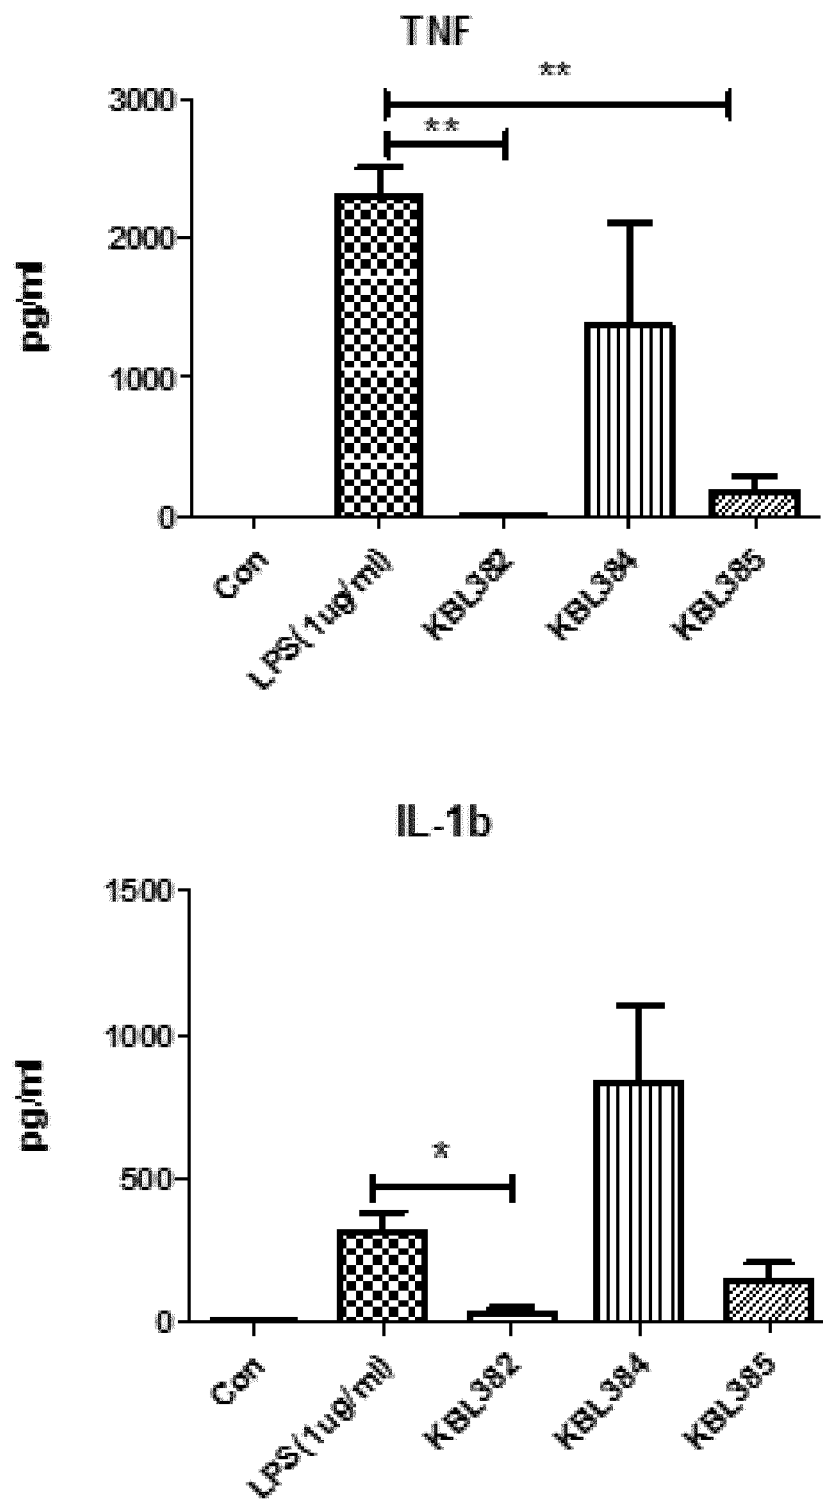 TNF
**
**
3000
2000
1000
0
pg/ml
Con
LPS(1ug/ml)
KBL382
KBL384
KBL385
IL-1b
*
1500
1000
500
0
pg/ml
Con
LPS(1ug/ml)
KBL382
KBL384
KBL385